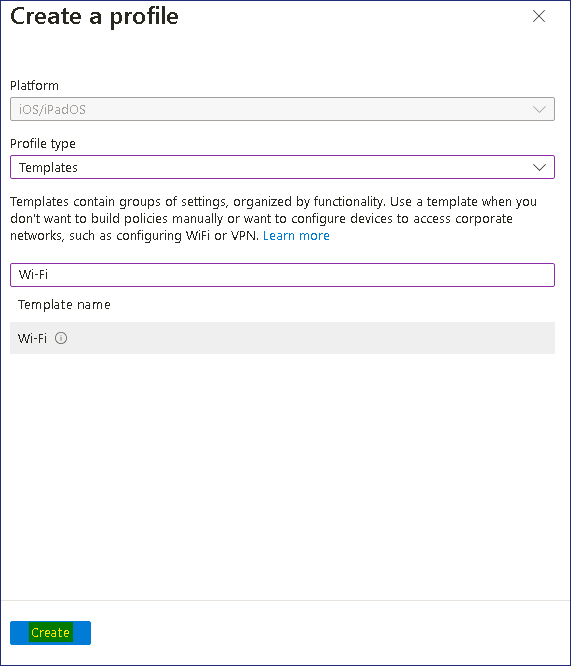 Create a profile
Platform
iOS/iPadOS
Profile type
Templates
Templates contain groups of settings, organized by functionality. Use a template when you
don't want to build policies manually or want to configure devices to access corporate
networks, such as configuring WiFi or VPN. Learn more
Wi-Fi
Template name
Wi-Fi
Create